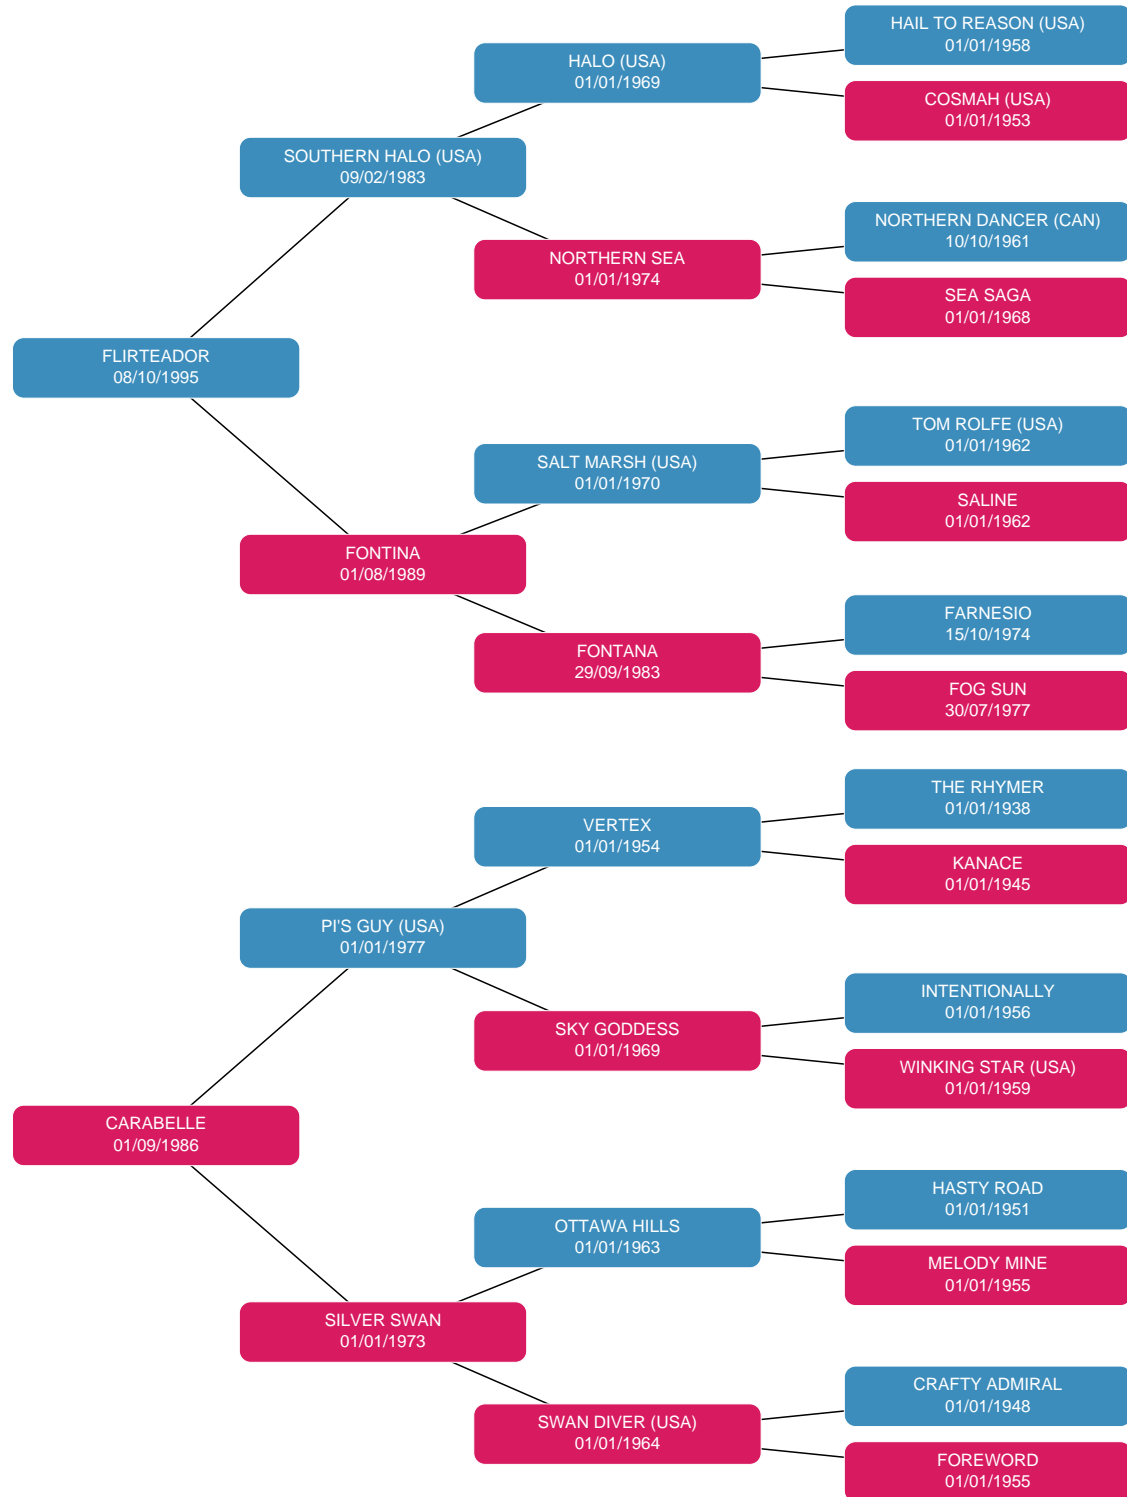 HAIL TO REASON (USA)
01/01/1958
HALO (USA)
01/01/1969
COSMAH (USA)
01/01/1953
SOUTHERN HALO (USA)
09/02/1983
NORTHERN DANCER (CAN)
10/10/1961
NORTHERN SEA
01/01/1974
SEA SAGA
01/01/1968
FLIRTEADOR
08/10/1995
TOM ROLFE (USA)
01/01/1962
SALT MARSH (USA)
01/01/1970
SALINE
01/01/1962
FONTINA
01/08/1989
FARNESIO
15/10/1974
FONTANA
29/09/1983
FOG SUN
30/07/1977
THE RHYMER
01/01/1938
VERTEX
01/01/1954
KANACE
01/01/1945
PI'S GUY (USA)
01/01/1977
INTENTIONALLY
01/01/1956
SKY GODDESS
01/01/1969
WINKING STAR (USA)
01/01/1959
CARABELLE
01/09/1986
HASTY ROAD
01/01/1951
OTTAWA HILLS
01/01/1963
MELODY MINE
01/01/1955
SILVER SWAN
01/01/1973
CRAFTY ADMIRAL
01/01/1948
SWAN DIVER (USA)
01/01/1964
FOREWORD
01/01/1955